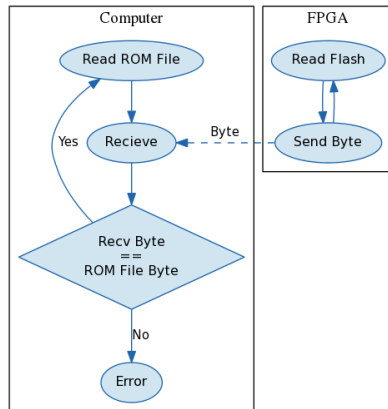 Computer
FPGA
Read ROM File
Read Flash
Yes
Recieve
Byte
Send Byte
Recv Byte
==
ROM File Byte
No
Error